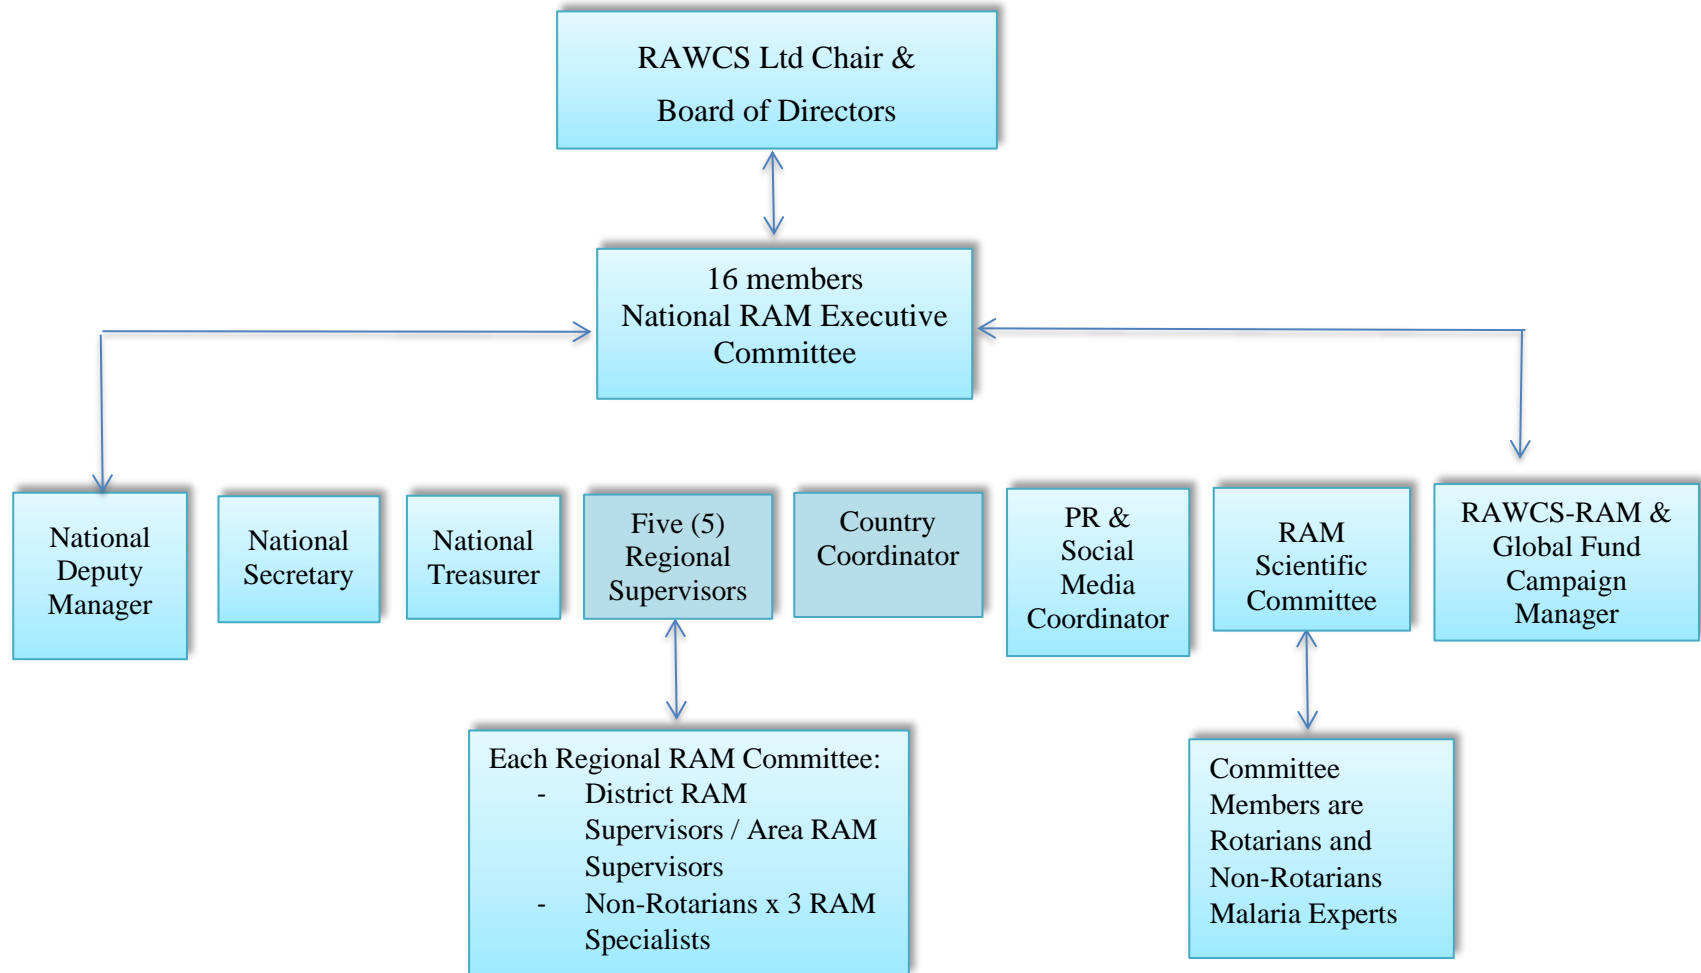 RAWCS Ltd Chair &
Board of Directors
16 members
National RAM Executive
Committee
National
Deputy
Manager
National
Secretary
National
Treasurer
Five (5)
Regional
Supervisors
Country
Coordinator
PR &
Social
Media
Coordinator
RAM
Scientific
Committee
RAWCS-RAM &
Global Fund
Campaign
Manager
Each Regional RAM Committee:
- District RAM
Supervisors / Area RAM
Supervisors
- Non-Rotarians x 3 RAM
Specialists
Committee
Members are
Rotarians and
Non-Rotarians
Malaria Experts